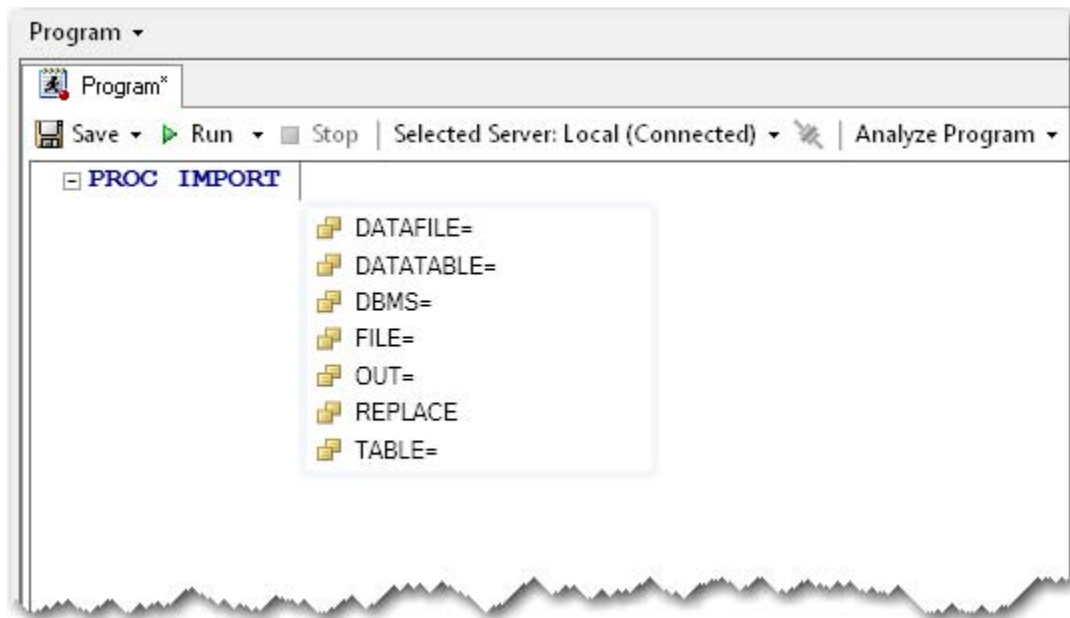 Program
Program*
Save Run Stop | Selected Server: Local (Connected) | Analyze Program
PROC IMPORT
DATAFILE=
DATATABLE=
DBMS=
FILE=
OUT=
REPLACE
TABLE=